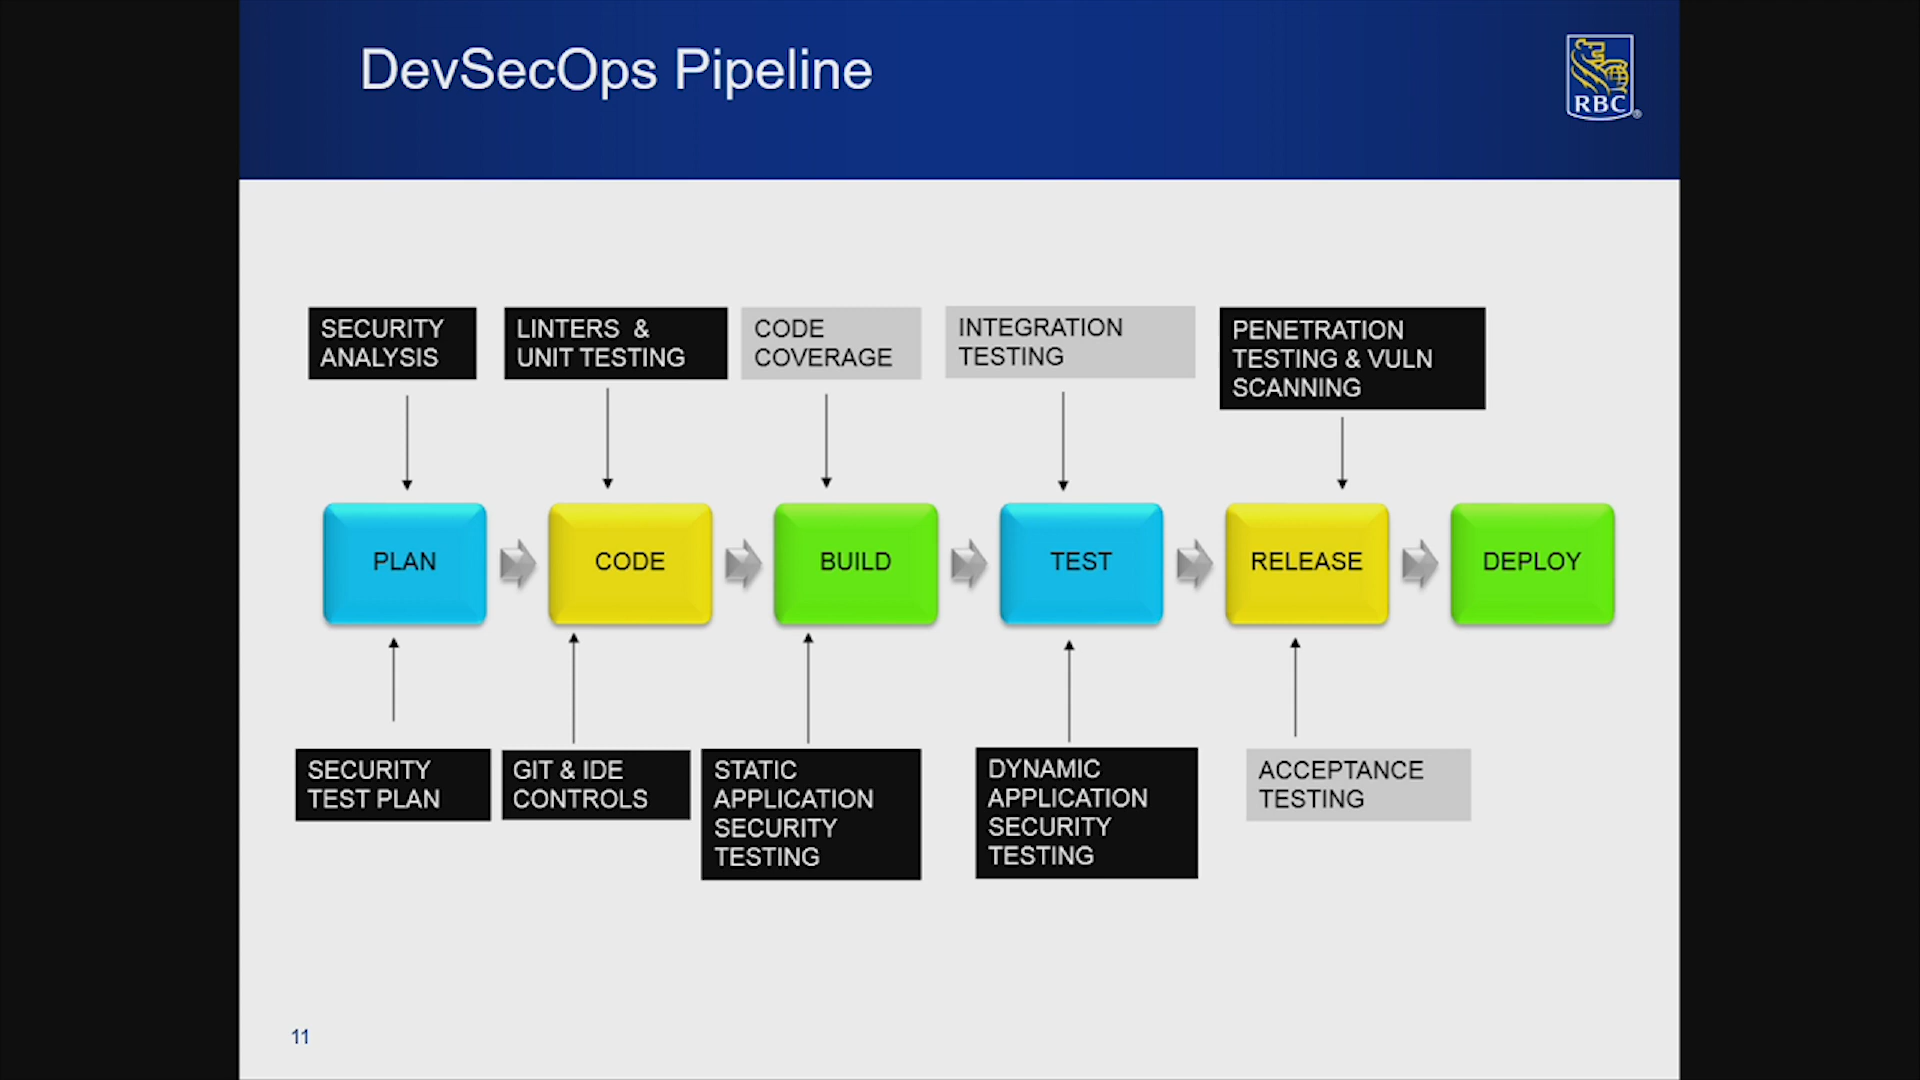 DevSecOps Pipeline
RBC
®
SECURITY
ANALYSIS
LINTERS & 
UNIT TESTING
CODE
COVERAGE
INTEGRATION
TESTING
PENETRATION
TESTING & VULN
SCANNING
PLAN
CODE
BUILD
TEST
RELEASE
DEPLOY
SECURITY
TEST PLAN
GIT & IDE
CONTROLS
STATIC
APPLICATION
SECURITY
TESTING
DYNAMIC
APPLICATION
SECURITY
TESTING
ACCEPTANCE
TESTING
11